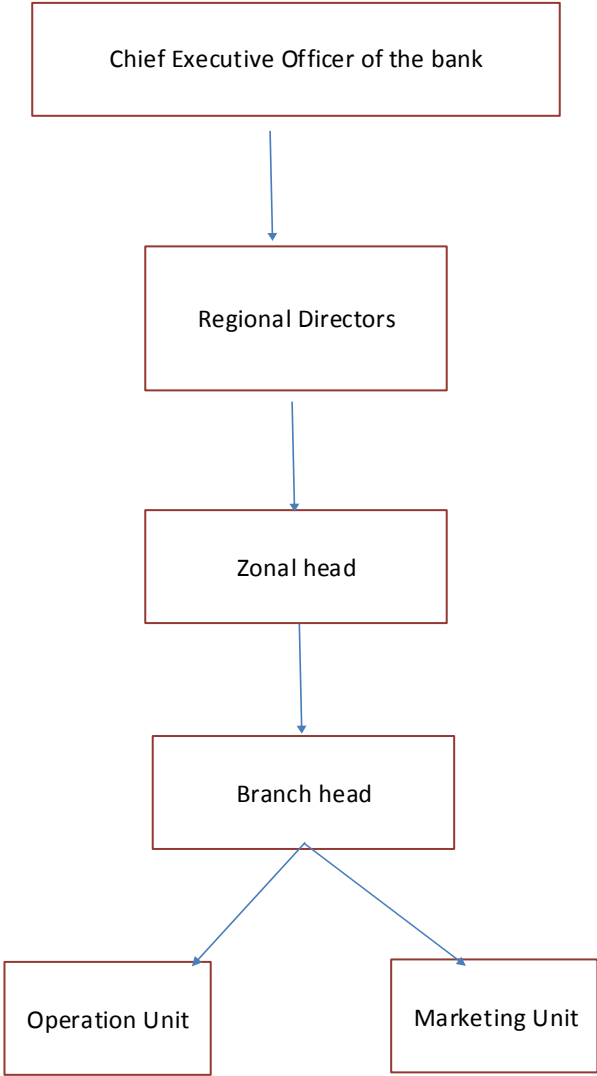 Chief Executive Officer of the bank
Regional Directors
Zonal head
Branch head
Operation Unit
Marketing Unit